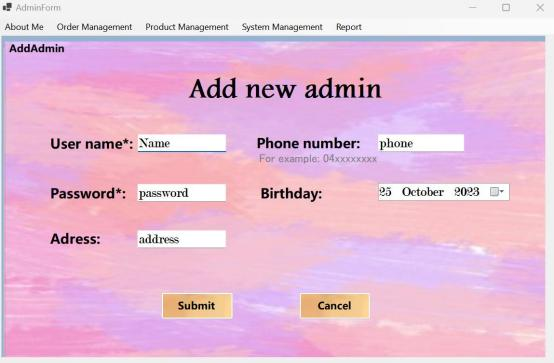 AdminForm
About Me Order Management Product Management System Management Report
AddAdmin
Add new admin
User name*: Name Phone number: phone
For example: 04xxxxxxxx
Password*: password Birthday: 25 October 2023
Adress: address
Submit Cancel